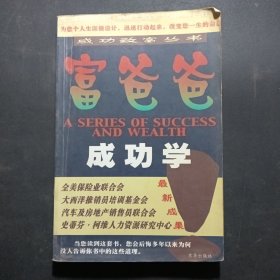 为您个人生涯做设计，迅速行动起来，改变您一生的命运
成功致富丛书
富爸爸
A SERIES OF SUCCESS
AND WEALTH
成功学
全美保险业联合会
大西洋推销员培训基金会
汽车及房地产销售员联合会
史蒂芬·柯维人力资源研究中心
最新成果
当您读到这套书，您会后悔多年以来为何
没人告诉你书中的这些道理。